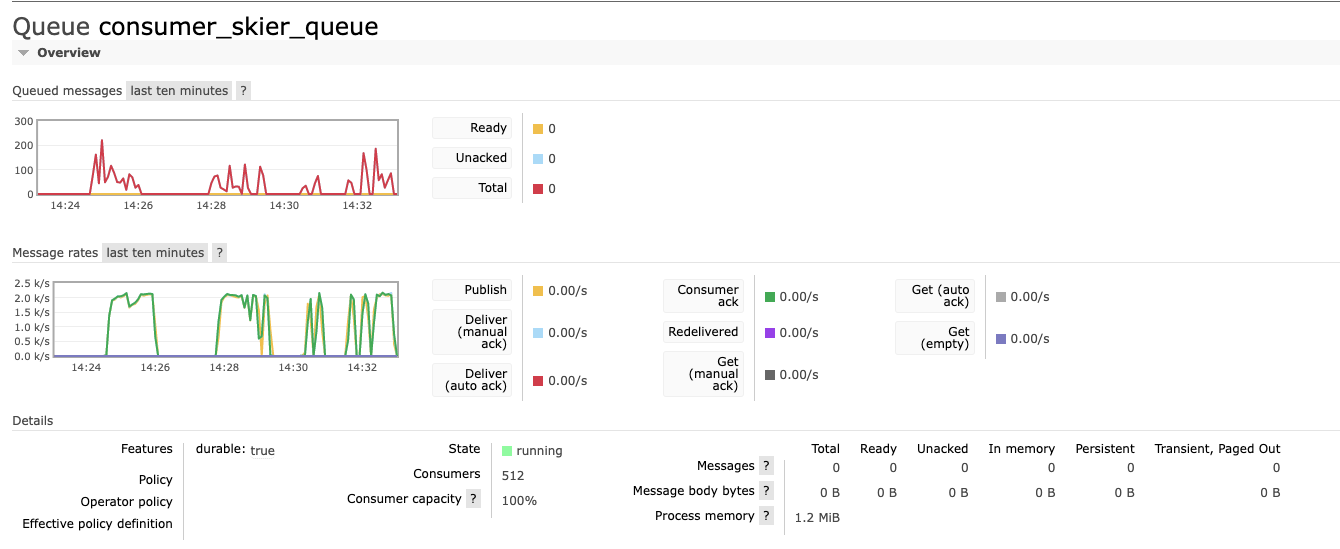 Queue consumer_skier_queue
Overview
Queued messages last ten minutes ?
300
200
100
0
14:24 14:26 14:28 14:30 14:32
Ready 0
Unacked 0
Total 0
Message rates last ten minutes ?
2.5 k/s
2.0 k/s
1.5 k/s
1.0 k/s
0.5 k/s
0.0 k/s
14:24 14:26 14:28 14:30 14:32
Publish 0.00/s
Deliver
(manual
ack) 0.00/s
Deliver
(auto ack) 0.00/s
Consumer
ack 0.00/s
Redelivered 0.00/s
Get
(manual
ack) 0.00/s
Get (auto
ack) 0.00/s
Get
(empty) 0.00/s
Details
Features durable: true
Policy
Operator policy
Effective policy definition
State running
Consumers 512
Consumer capacity ? 100%
Total Ready Unacked In memory Persistent Transient, Paged Out
Messages ? 0 0 0 0 0 0
Message body bytes ? 0 B 0 B 0 B 0 B 0 B 0 B
Process memory ? 1.2 MiB